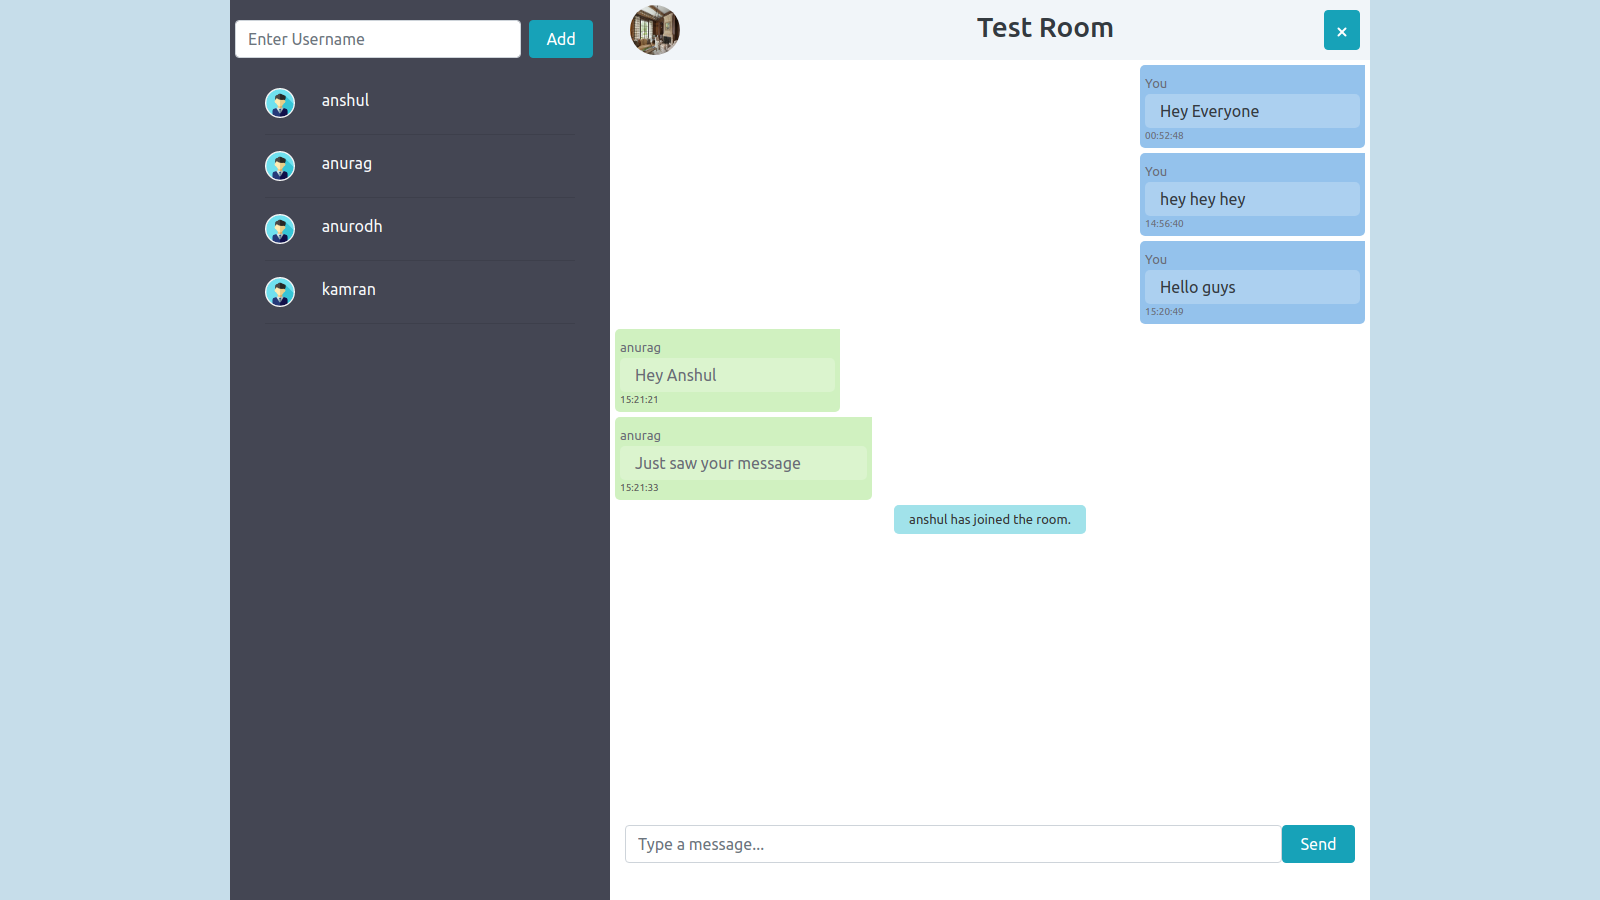 Enter Username
Add
anshul
anurag
anurodh
kamran
Test Room
×
You
Hey Everyone
00:52:48
You
hey hey hey
14:56:40
You
Hello guys
15:20:49
anurag
Hey Anshul
15:21:21
anurag
Just saw your message
15:21:33
anshul has joined the room.
Type a message...
Send